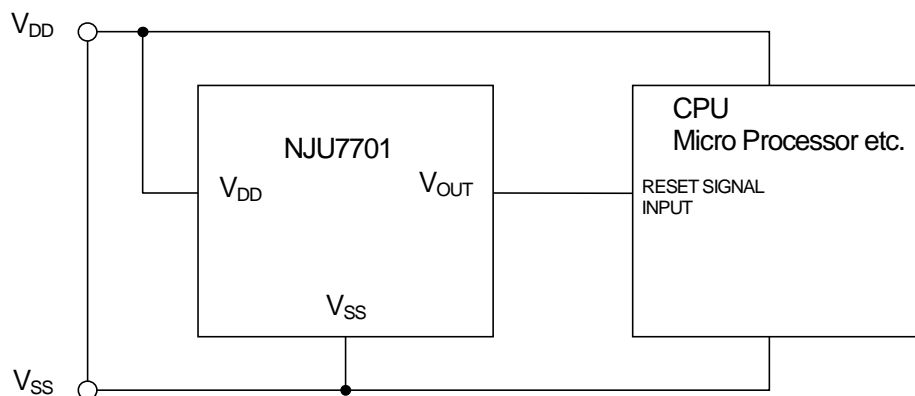 VDD
CPU
Micro Processor etc.
NJU7701
VDD
VOUT
RESET SIGNAL
INPUT
VSS
VSS